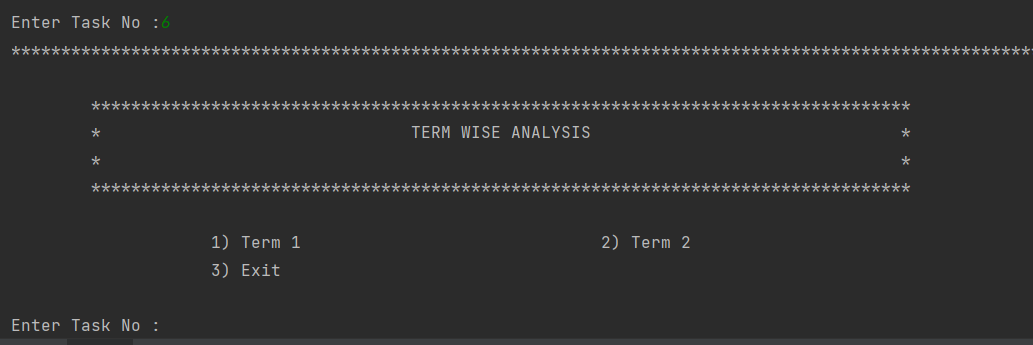 Enter Task No :6
*******************************************************************************************************
**********************************************************************************
* TERM WISE ANALYSIS *
* *
**********************************************************************************
1) Term 1 2) Term 2
3) Exit
Enter Task No :